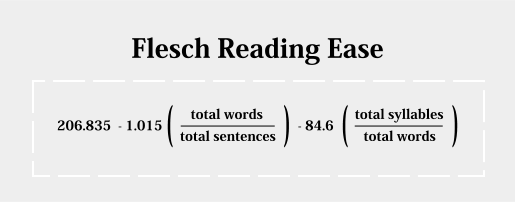 Flesch Reading Ease
206.835 - 1.015 ( total words / total sentences ) - 84.6 ( total syllables / total words )